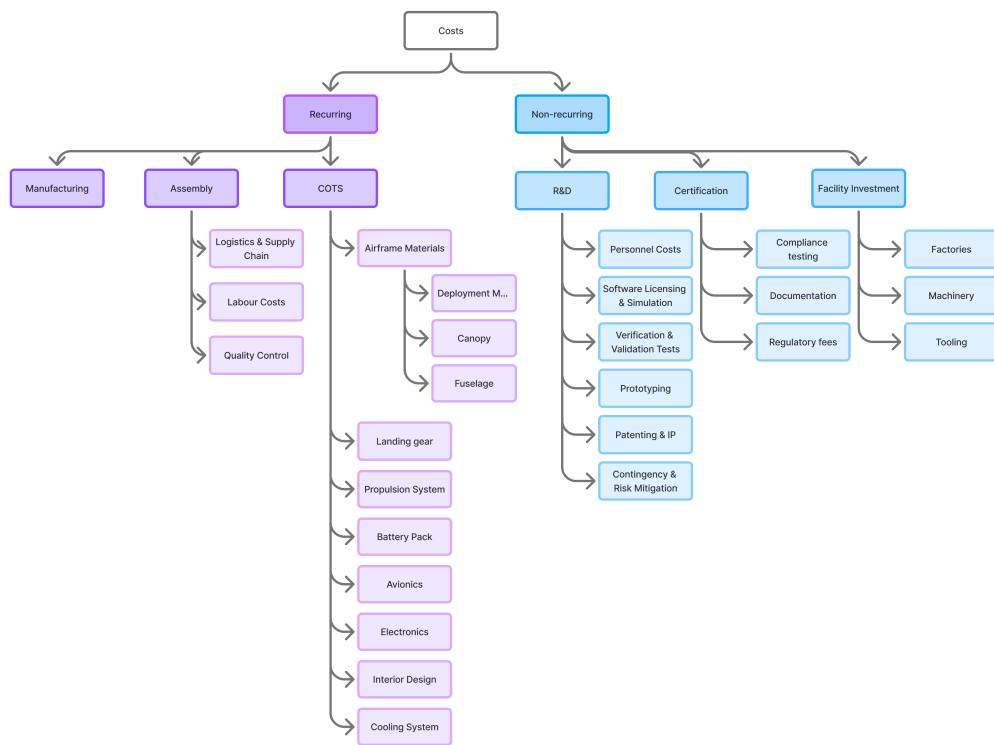 Costs
Recurring
Non-recurring
Manufacturing
Assembly
COTS
R&D
Certification
Facility Investment
Logistics & Supply
Chain
Labour Costs
Quality Control
Airframe Materials
Deployment M...
Canopy
Fuselage
Landing gear
Propulsion System
Battery Pack
Avionics
Electronics
Interior Design
Cooling System
Personnel Costs
Software Licensing
& Simulation
Verification &
Validation Tests
Prototyping
Patenting & IP
Contingency &
Risk Mitigation
Compliance
testing
Documentation
Regulatory fees
Factories
Machinery
Tooling